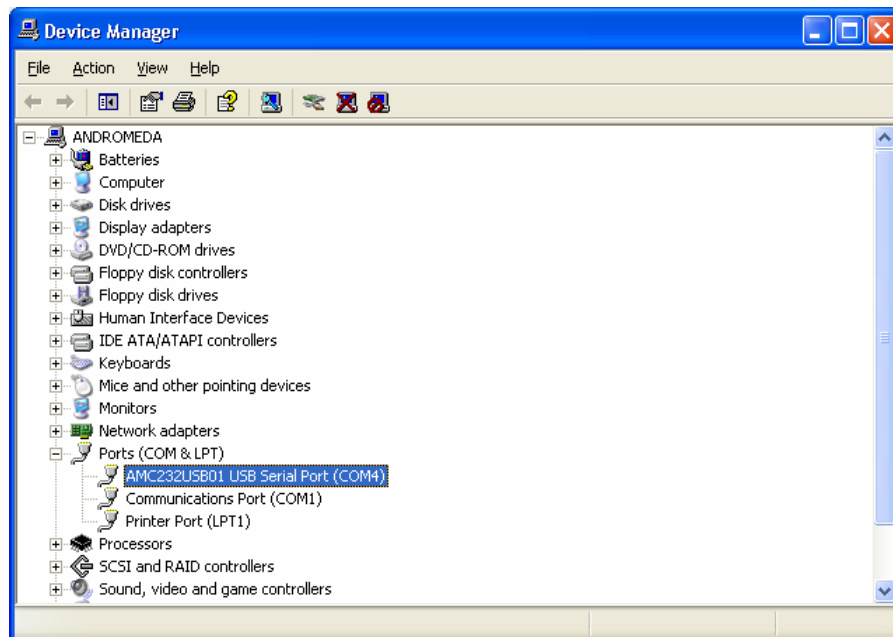 Device Manager
File Action View Help
ANDROMEDA
Batteries
Computer
Disk drives
Display adapters
DVD/CD-ROM drives
Floppy disk controllers
Floppy disk drives
Human Interface Devices
IDE ATA/ATAPI controllers
Keyboards
Mice and other pointing devices
Monitors
Network adapters
Ports (COM & LPT)
AMC232USB01 USB Serial Port (COM4)
Communications Port (COM1)
Printer Port (LPT1)
Processors
SCSI and RAID controllers
Sound, video and game controllers